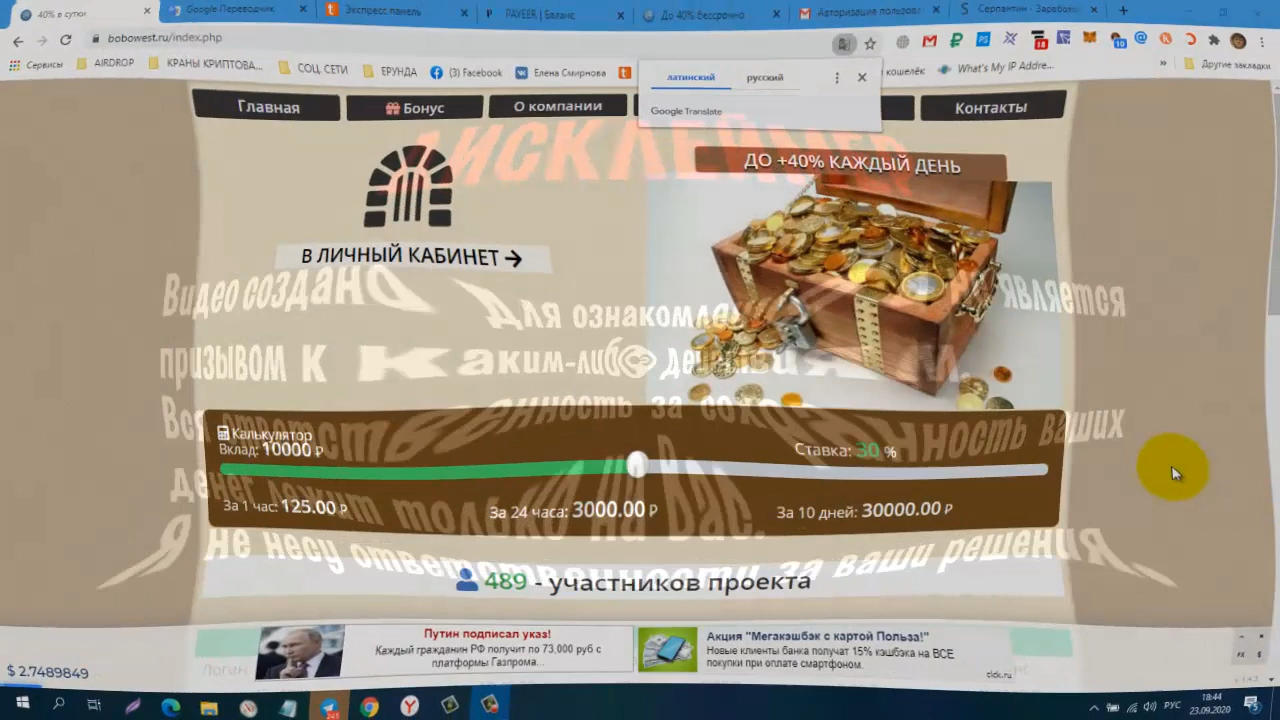 40% в суток
Google Переводчик
Экспресс панель
PAYEER | Баланс
До 40% бессрочно
Авторизация пользов
Серпантин - Заработ
bobowest.ru/index.php
Сервисы
AIRDROP
КРАНЫ КРИПТОВА...
СОЦ. СЕТИ
ЕРУНДА
(3) Facebook
Елена Смирнова
кошелёк
What's My IP Addre...
Другие закладки
латинский
русский
Google Translate
Главная
Бонус
О компании
Контакты
ДИСКЛЕЙМЕР
ДО +40% КАЖДЫЙ ДЕНЬ
В ЛИЧНЫЙ КАБИНЕТ →
Видео создано Для ознакомления не является
призывом к Каким-либо действиям.
Вся ответственность за сохранность ваших
денег лежит только на Вас.
Я не несу ответственности за ваши решения.
Калькулятор
Вклад: 10000 ₽
Ставка: 30 %
За 1 час: 125.00 ₽
За 24 часа: 3000.00 ₽
За 10 дней: 30000.00 ₽
489 - участников проекта
Путин подписал указ!
Каждый гражданин РФ получит по 73,000 руб с
платформы Газпрома...
Акция "Мегакэшбэк с картой Польза!"
Новые клиенты банка получат 15% кэшбэка на ВСЕ
покупки при оплате смартфоном.
clck.ru
Логин
$ 2.7489849
РУС
18:44
23.09.2020